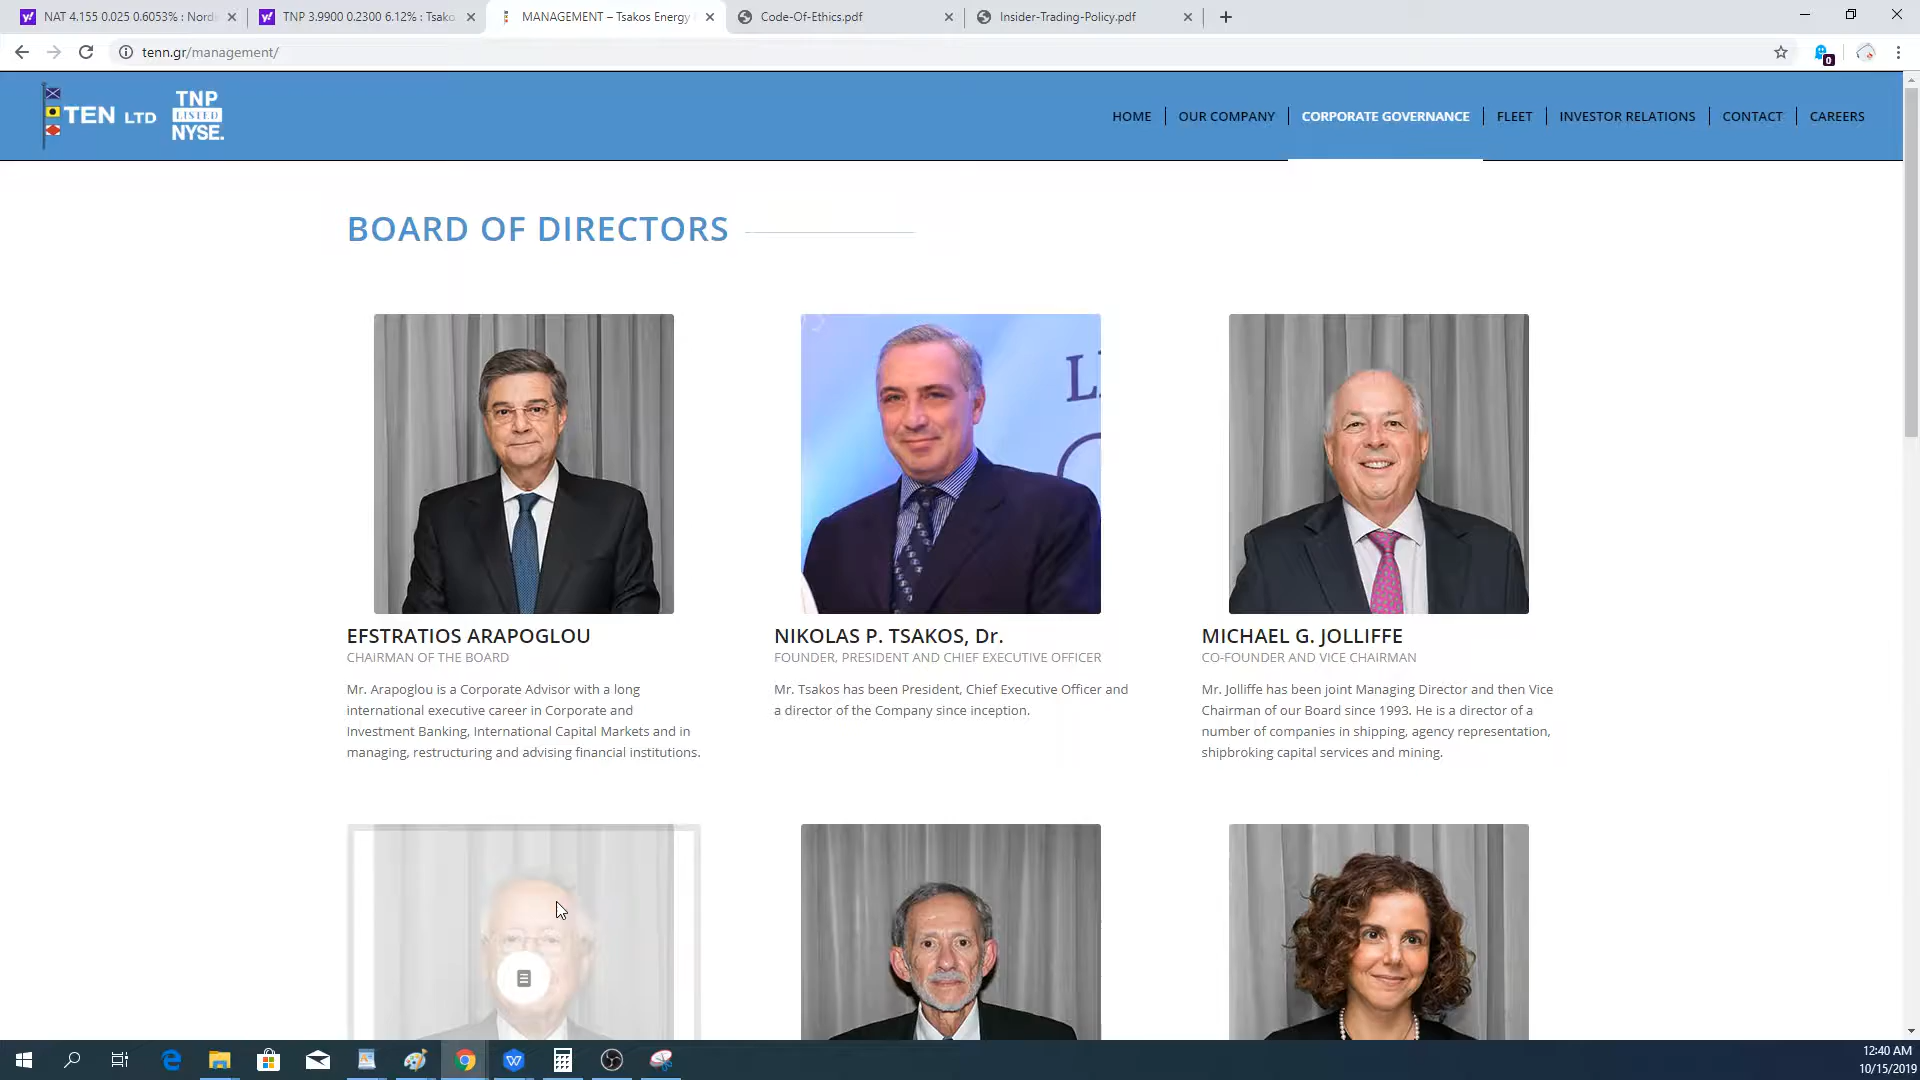 NAT 4.155 0.025 0.6053% : Nord
TNP 3.9900 0.2300 6.12% : Tsako
MANAGEMENT – Tsakos Energy
Code-Of-Ethics.pdf
Insider-Trading-Policy.pdf
tenn.gr/management/
0
TEN LTD
TNP
LISTED
NYSE.
HOME
OUR COMPANY
CORPORATE GOVERNANCE
FLEET
INVESTOR RELATIONS
CONTACT
CAREERS
BOARD OF DIRECTORS
EFSTRATIOS ARAPOGLOU
CHAIRMAN OF THE BOARD
Mr. Arapoglou is a Corporate Advisor with a long
international executive career in Corporate and
Investment Banking, International Capital Markets and in
managing, restructuring and advising financial institutions.
NIKOLAS P. TSAKOS, Dr.
FOUNDER, PRESIDENT AND CHIEF EXECUTIVE OFFICER
Mr. Tsakos has been President, Chief Executive Officer and
a director of the Company since inception.
MICHAEL G. JOLLIFFE
CO-FOUNDER AND VICE CHAIRMAN
Mr. Jolliffe has been joint Managing Director and then Vice
Chairman of our Board since 1993. He is a director of a
number of companies in shipping, agency representation,
shipbroking capital services and mining.
12:40 AM
10/15/2019